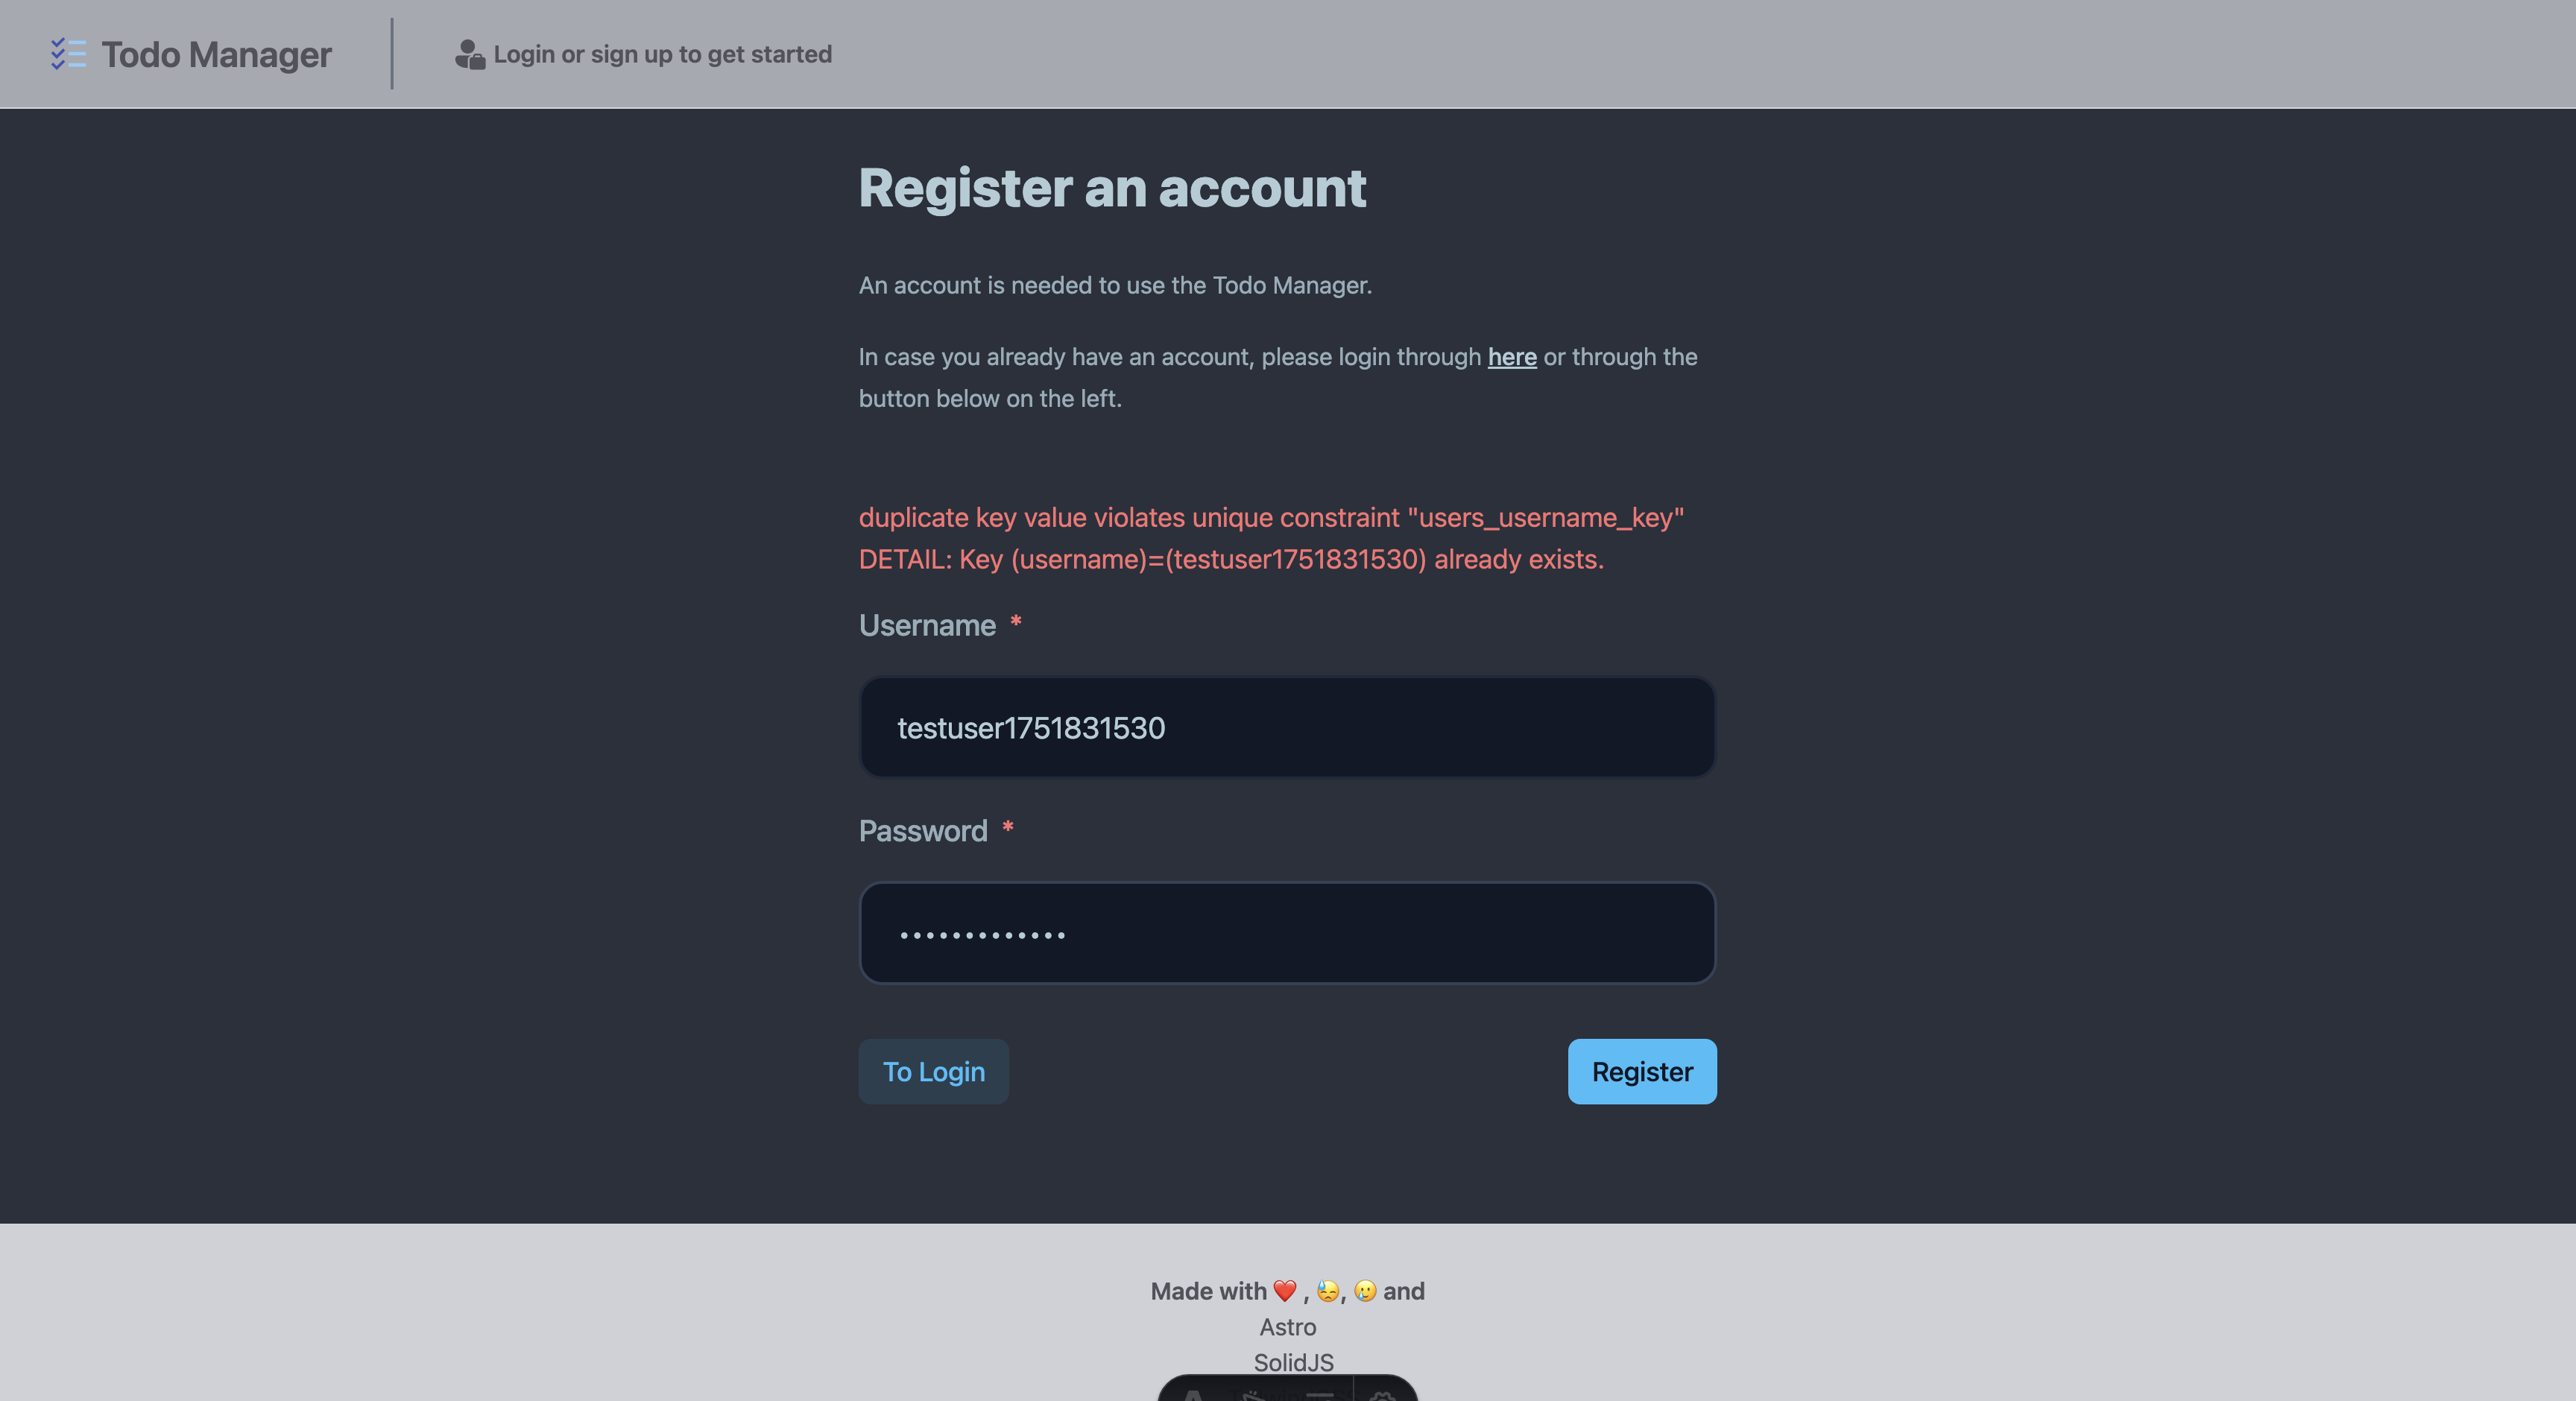 Todo Manager
Login or sign up to get started
Register an account
An account is needed to use the Todo Manager.
In case you already have an account, please login through here or through the
button below on the left.
duplicate key value violates unique constraint "users_username_key"
DETAIL: Key (username)=(testuser1751831530) already exists.
Username *
testuser1751831530
Password *
•••••••••••••
To Login
Register
Made with ❤️ , 😓, 🥲 and
Astro
SolidJS